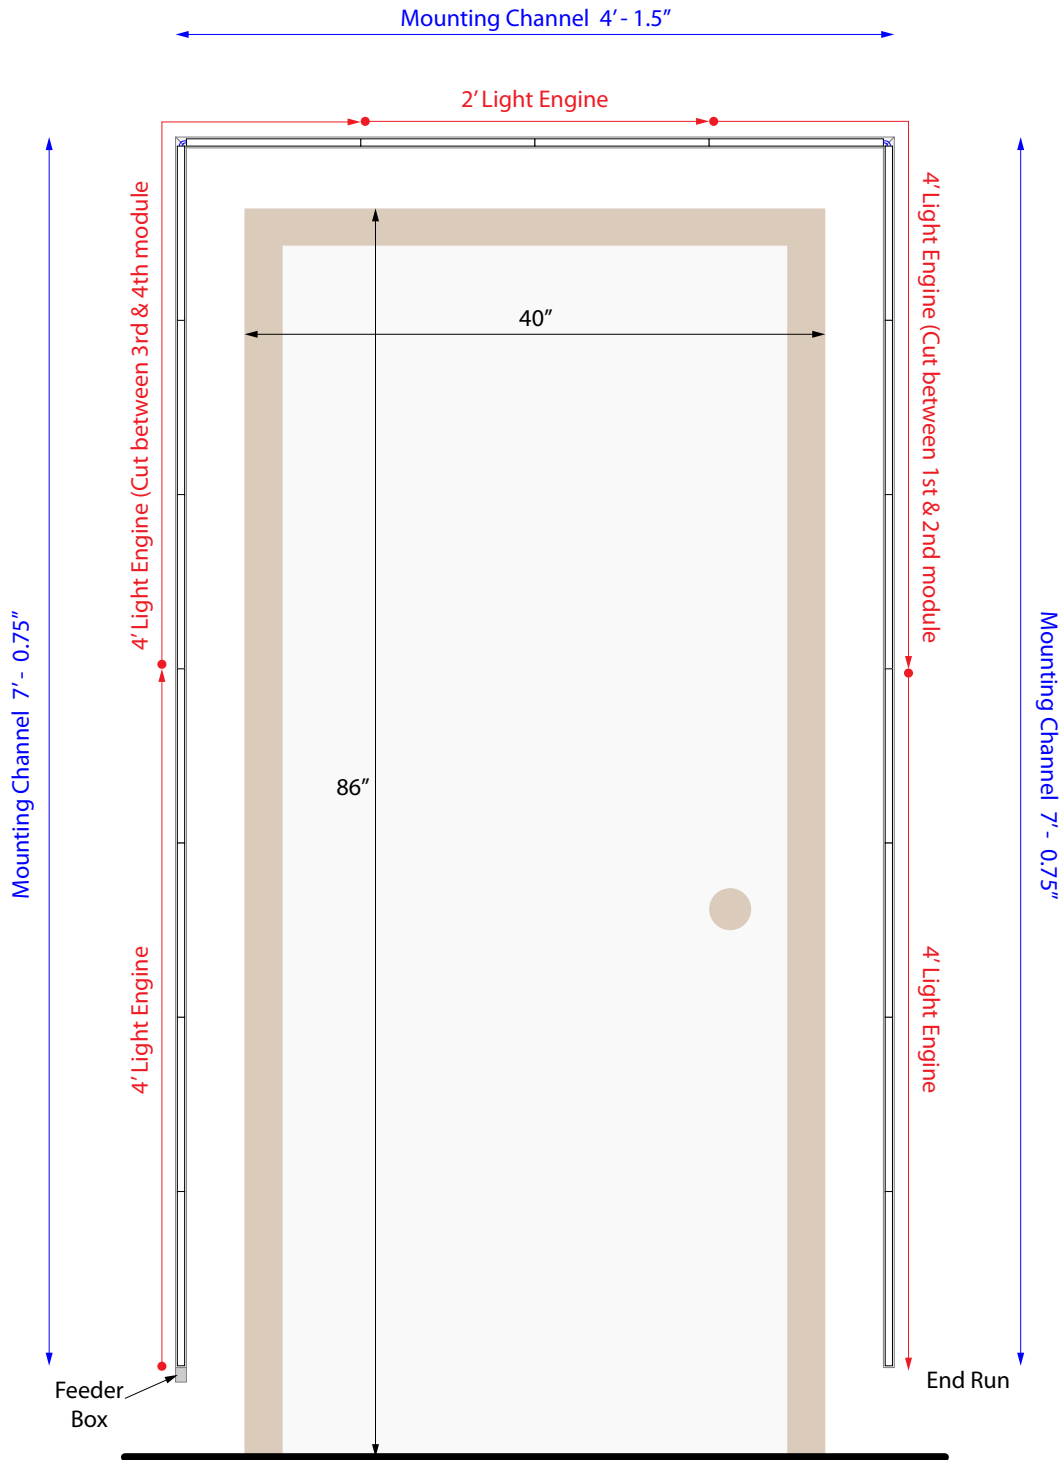 Mounting Channel 4’ - 1.5”
2’ Light Engine
4’ Light Engine (Cut between 3rd & 4th module
4’ Light Engine (Cut between 1st & 2nd module
40”
Mounting Channel 7’ - 0.75”
Mounting Channel 7’ - 0.75”
86”
4’ Light Engine
4’ Light Engine
Feeder
Box
End Run